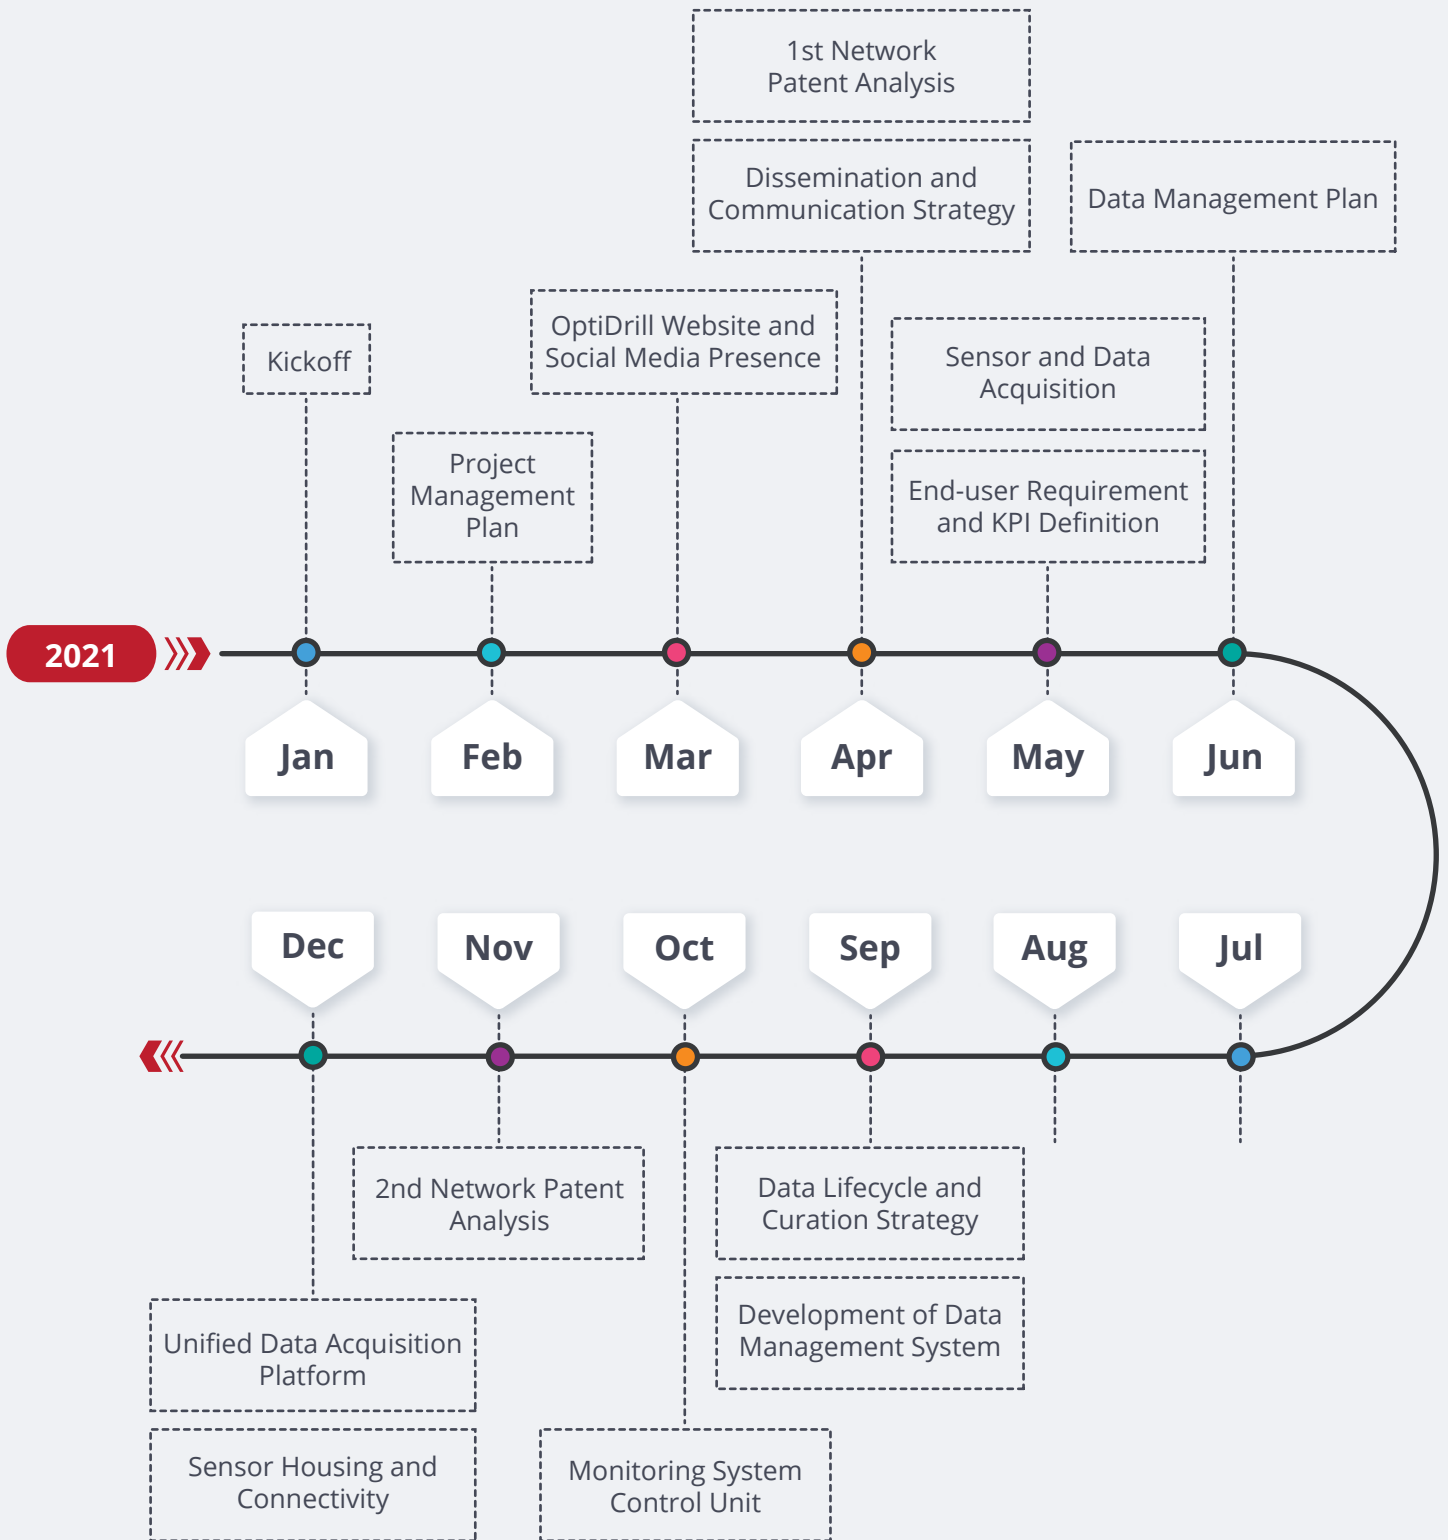 1st Network
Patent Analysis
Dissemination and
Communication Strategy
Data Management Plan
OptiDrill Website and
Social Media Presence
Kickoff
Sensor and Data
Acquisition
Project
Management
Plan
End-user Requirement
and KPI Definition
2021
Jan
Feb
Mar
Apr
May
Jun
Dec
Nov
Oct
Sep
Aug
Jul
2nd Network Patent
Analysis
Data Lifecycle and
Curation Strategy
Unified Data Acquisition
Platform
Development of Data
Management System
Sensor Housing and
Connectivity
Monitoring System
Control Unit